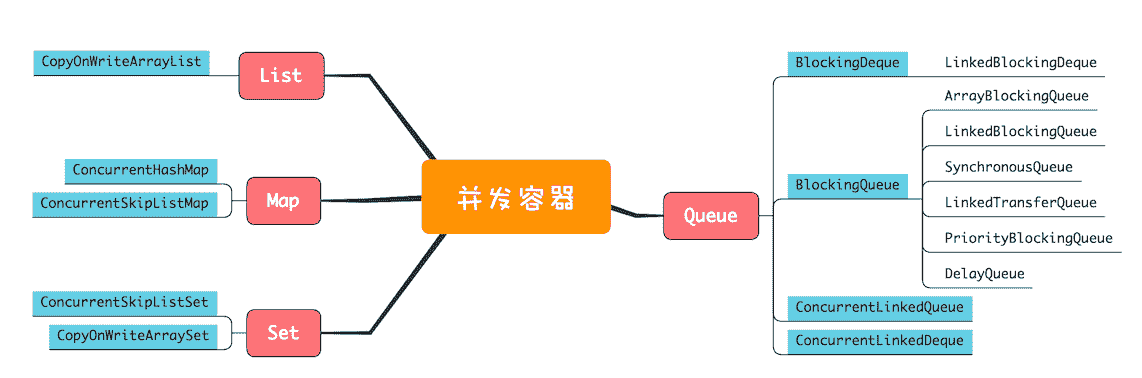 并发容器
List
CopyOnWriteArrayList
Map
ConcurrentHashMap
ConcurrentSkipListMap
Set
ConcurrentSkipListSet
CopyOnWriteArraySet
Queue
BlockingDeque
LinkedBlockingDeque
BlockingQueue
ArrayBlockingQueue
LinkedBlockingQueue
SynchronousQueue
LinkedTransferQueue
PriorityBlockingQueue
DelayQueue
ConcurrentLinkedQueue
ConcurrentLinkedDeque